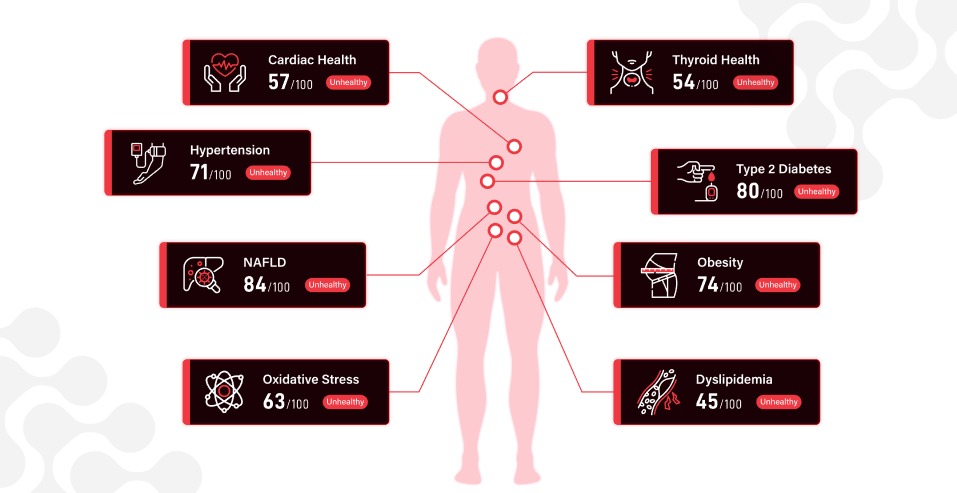 Cardiac Health
57/100 Unhealthy
Thyroid Health
54/100 Unhealthy
Hypertension
71/100 Unhealthy
Type 2 Diabetes
80/100 Unhealthy
NAFLD
84/100 Unhealthy
Obesity
74/100 Unhealthy
Oxidative Stress
63/100 Unhealthy
Dyslipidemia
45/100 Unhealthy